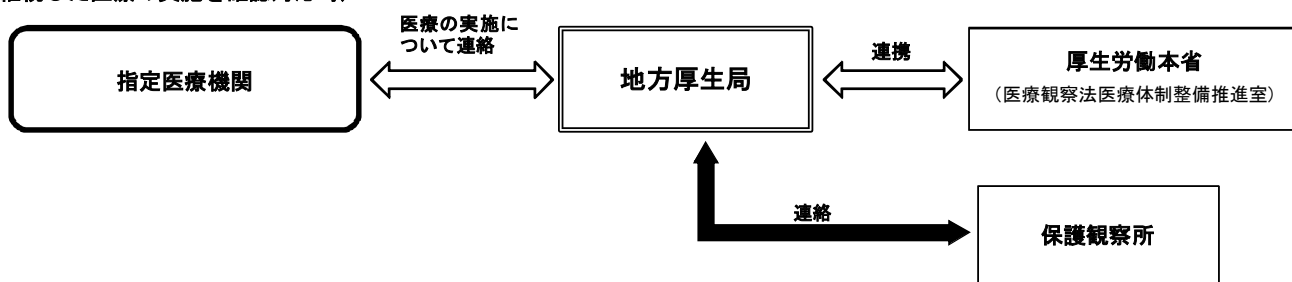 医療の実施に
ついて連絡
指定医療機関
地方厚生局
連携
厚生労働本省
（医療観察法医療体制整備推進室）
連絡
保護観察所